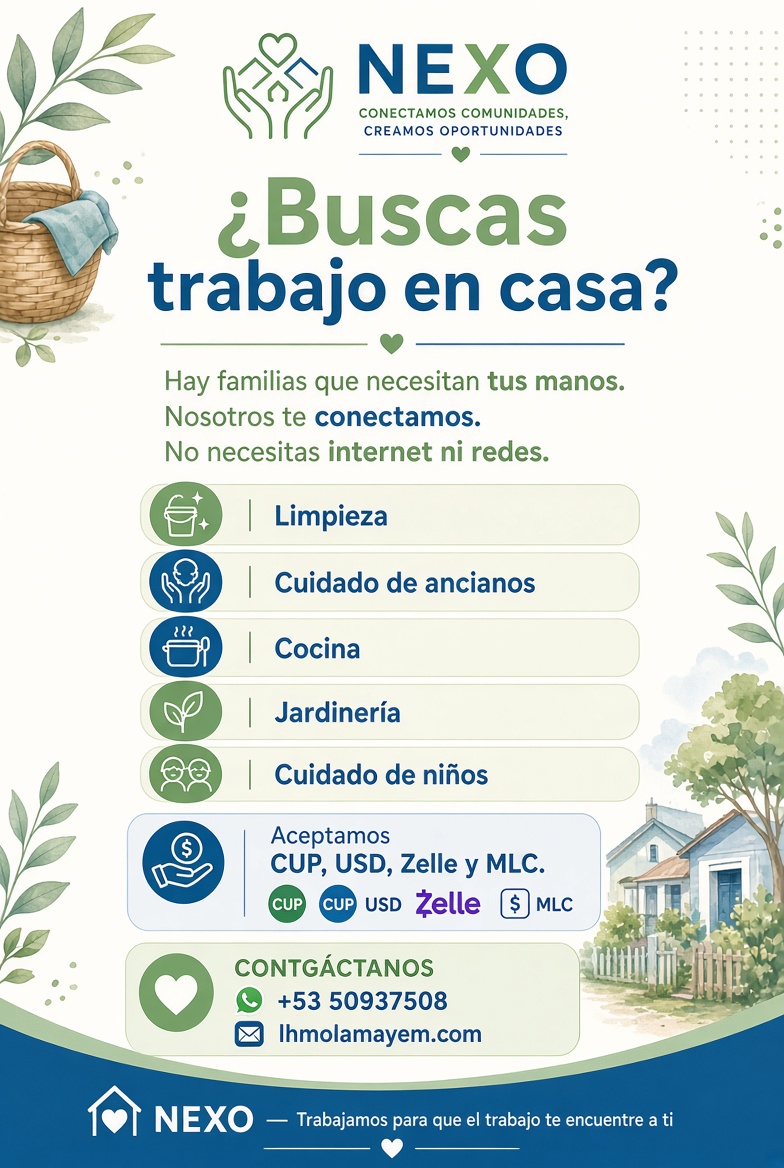 NEXO
CONECTAMOS COMUNIDADES,
CREAMOS OPORTUNIDADES
¿Buscas
trabajo en casa?
Hay familias que necesitan tus manos.
Nosotros te conectamos.
No necesitas internet ni redes.
Limpieza
Cuidado de ancianos
Cocina
Jardinería
Cuidado de niños
$
Aceptamos
CUP, USD, Zelle y MLC.
CUP CUP USD Zelle $ MLC
CONTGÁCTANOS
+53 50937508
lhmolamayem.com
NEXO — Trabajamos para que el trabajo te encuentre a ti